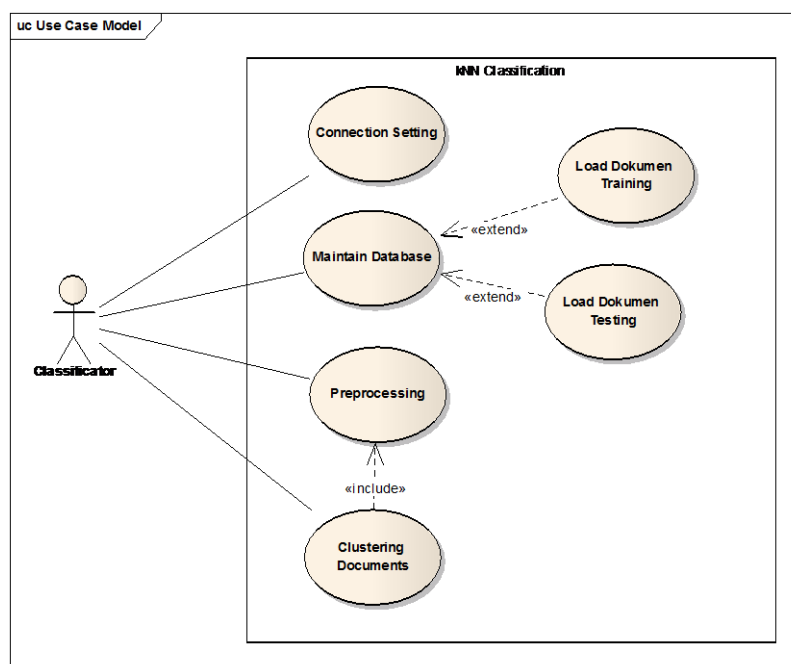 uc Use Case Model
kNN Classification
Connection Setting
Load Dokumen
Training
«extend»
Maintain Database
«extend»
Load Dokumen
Testing
Classificator
Preprocessing
«include»
Clustering
Documents